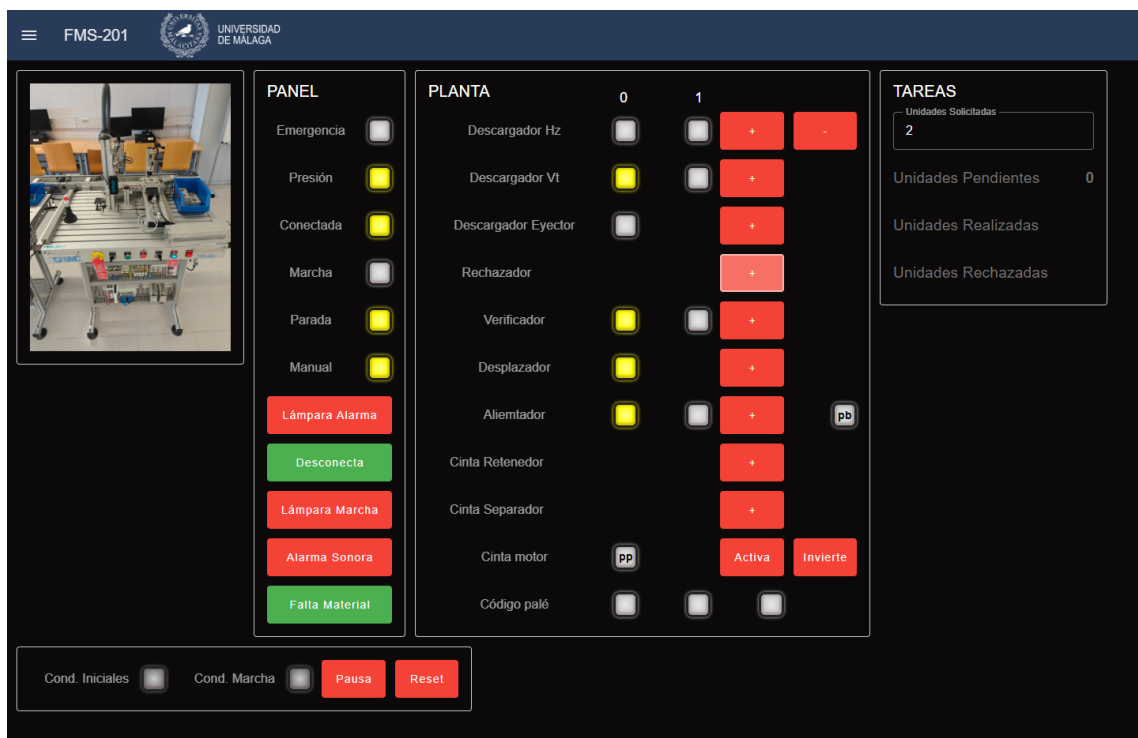 FMS-201
UNIVERSIDAD
DE MÁLAGA
PANEL
Emergencia
Presión
Conectada
Marcha
Parada
Manual
Lámpara Alarma
Desconecta
Lámpara Marcha
Alarma Sonora
Falta Material
PLANTA
0 1
Descargador Hz + -
Descargador Vt +
Descargador Eyector +
Rechazador +
Verificador +
Desplazador +
Aliemtador + pb
Cinta Retenedor +
Cinta Separador +
Cinta motor pp Activa Invierte
Código palé
TAREAS
Unidades Solicitadas
2
Unidades Pendientes 0
Unidades Realizadas
Unidades Rechazadas
Cond. Iniciales Cond. Marcha Pausa Reset